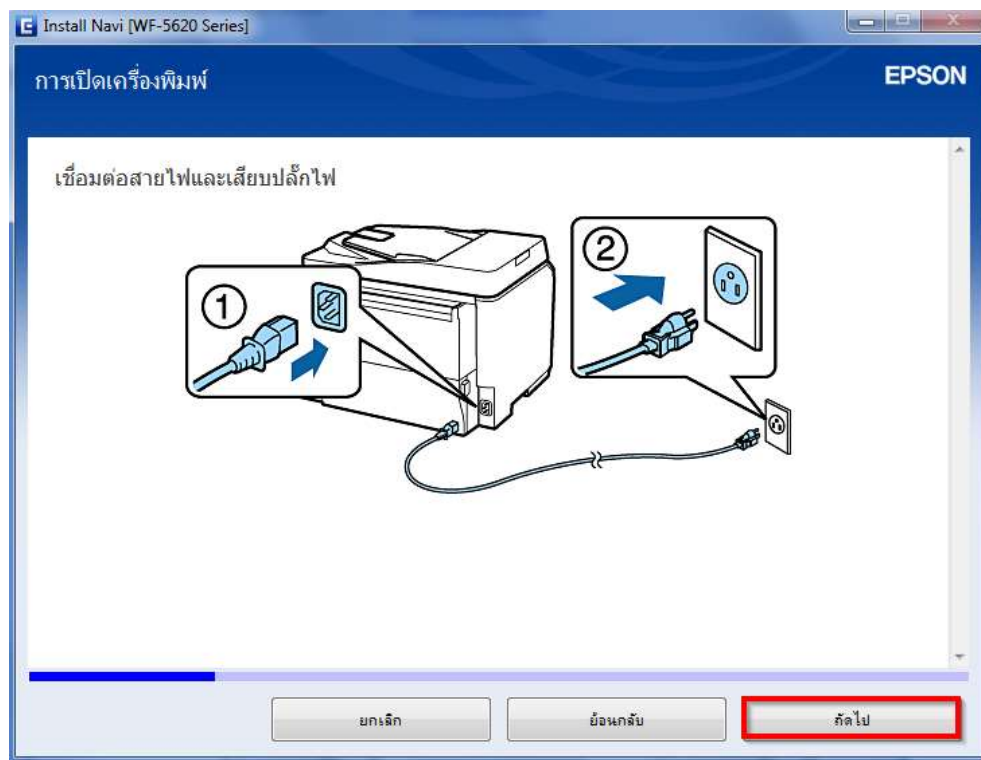 Install Navi [WF-5620 Series]
การเปิดเครื่องพิมพ์
EPSON
เชื่อมต่อสายไฟและเสียบปลั๊กไฟ
1
2
ยกเลิก
ย้อนกลับ
ถัดไป